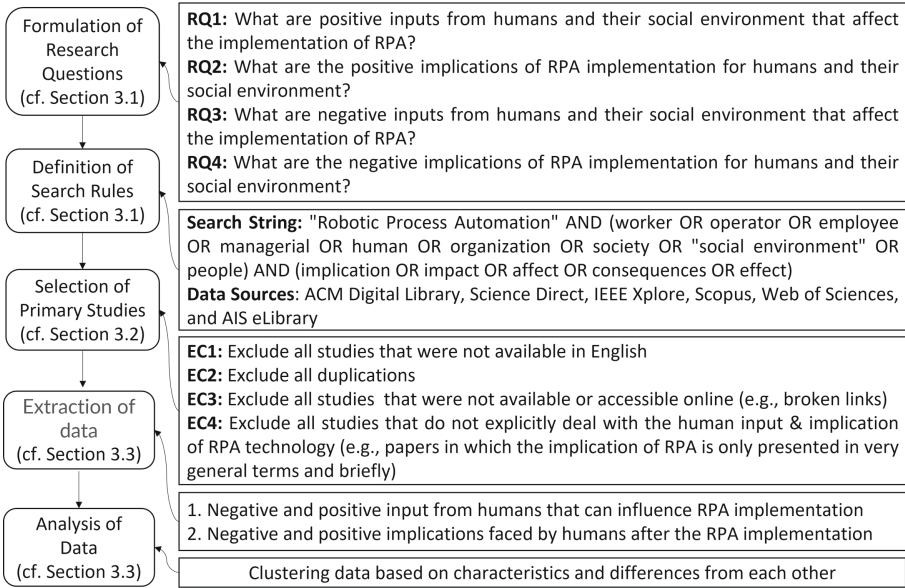 Formulation of
Research
Questions
(cf. Section 3.1)
RQ1: What are positive inputs from humans and their social environment that affect
the implementation of RPA?
RQ2: What are the positive implications of RPA implementation for humans and their
social environment?
RQ3: What are negative inputs from humans and their social environment that affect
the implementation of RPA?
RQ4: What are the negative implications of RPA implementation for humans and their
social environment?
Definition of
Search Rules
(cf. Section 3.1)
Search String: "Robotic Process Automation" AND (worker OR operator OR employee
OR managerial OR human OR organization OR society OR "social environment" OR
people) AND (implication OR impact OR affect OR consequences OR effect)
Data Sources: ACM Digital Library, Science Direct, IEEE Xplore, Scopus, Web of Sciences,
and AIS eLibrary
Selection of
Primary Studies
(cf. Section 3.2)
EC1: Exclude all studies that were not available in English
EC2: Exclude all duplications
EC3: Exclude all studies that were not available or accessible online (e.g., broken links)
EC4: Exclude all studies that do not explicitly deal with the human input & implication
of RPA technology (e.g., papers in which the implication of RPA is only presented in very
general terms and briefly)
Extraction of
data
(cf. Section 3.3)
1. Negative and positive input from humans that can influence RPA implementation
2. Negative and positive implications faced by humans after the RPA implementation
Analysis of
Data
(cf. Section 3.3)
Clustering data based on characteristics and differences from each other